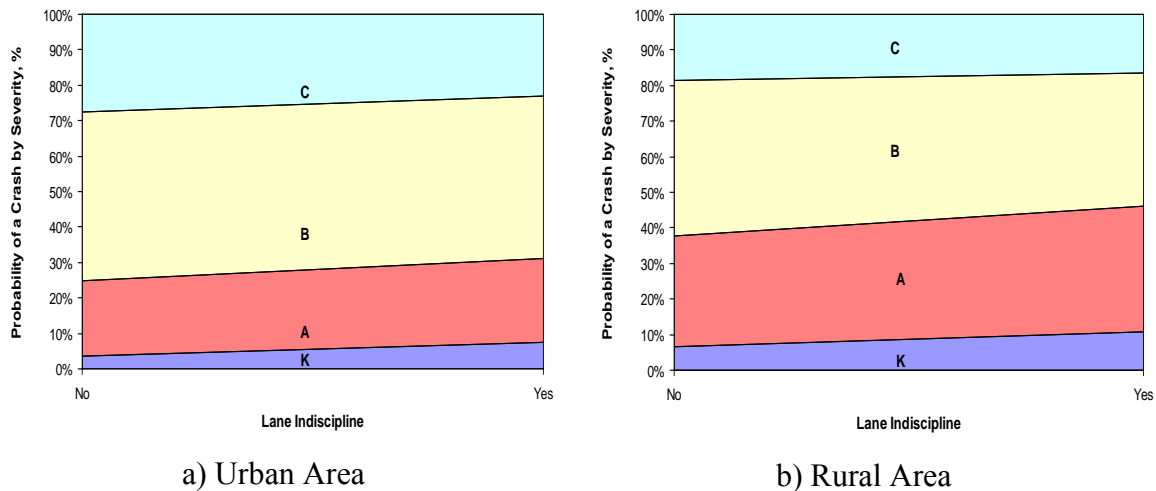 Probability of a Crash by Severity, %
100%
90%
80%
70%
60%
50%
40%
30%
20%
10%
0%
C
B
A
K
No
Yes
Lane Indiscipline
a) Urban Area
Probability of a Crash by Severity, %
100%
90%
80%
70%
60%
50%
40%
30%
20%
10%
0%
C
B
A
K
No
Yes
Lane Indiscipline
b) Rural Area